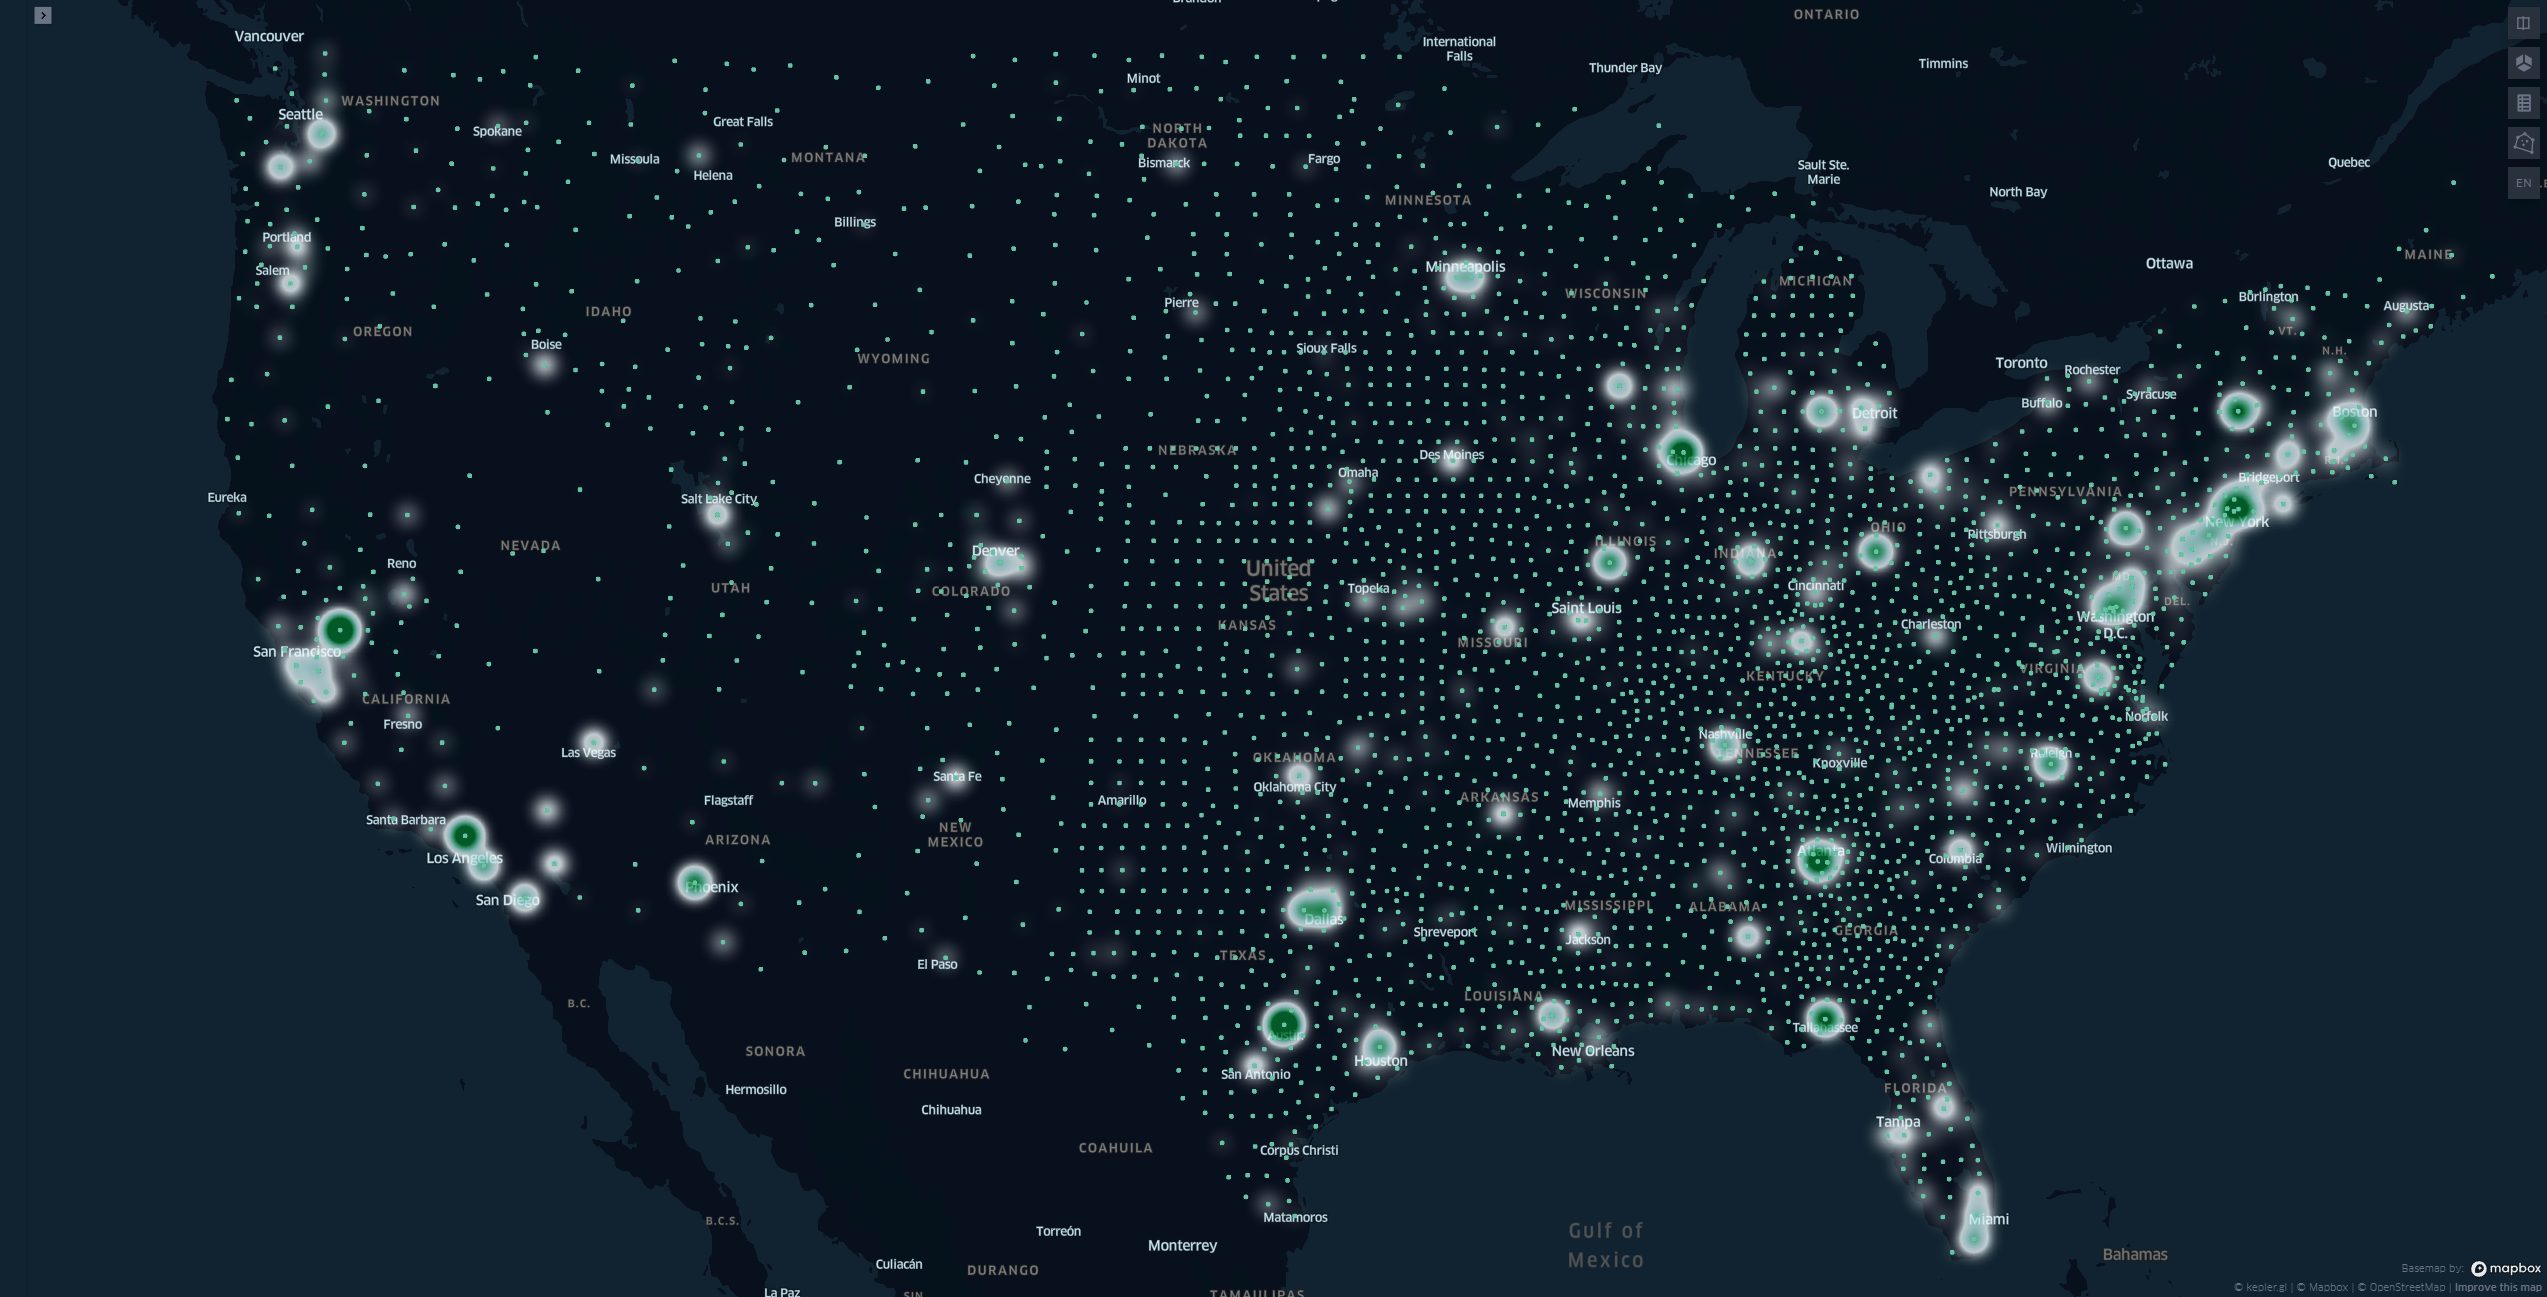 Vancouver
ONTARIO
International
Falls
Thunder Bay
Timmins
Minot
WASHINGTON
Seattle
Spokane
Great Falls
NORTH
DAKOTA
Bismarck
Fargo
Missoula
MONTANA
Helena
Sault Ste.
Marie
North Bay
Quebec
EN
MINNESOTA
Billings
Portland
Salem
Minneapolis
MAINE
Ottawa
WISCONSIN
MICHIGAN
Pierre
Burlington
Augusta
IDAHO
OREGON
VT.
Boise
WYOMING
Sioux Falls
N.H.
Toronto
Rochester
Syracuse
Buffalo
Detroit
Boston
NEBRASKA
Des Moines
Chicago
Omaha
Cheyenne
R.I.
Bridgeport
PENNSYLVANIA
Eureka
Salt Lake City
New York
OHIO
Pittsburgh
NEVADA
Denver
ILLINOIS
INDIANA
N.J.
Reno
United
States
UTAH
COLORADO
Topeka
Cincinnati
MD.
DEL.
Saint Louis
Washington
D.C.
KANSAS
Charleston
San Francisco
MISSOURI
KENTUCKY
VIRGINIA
CALIFORNIA
Fresno
Norfolk
Las Vegas
Nashville
TENNESSEE
Raleigh
OKLAHOMA
Knoxville
Santa Fe
Oklahoma City
Flagstaff
Amarillo
ARKANSAS
Memphis
Santa Barbara
NEW
MEXICO
ARIZONA
Los Angeles
Atlanta
Columbia
Wilmington
San Diego
Phoenix
Dallas
MISSISSIPPI
ALABAMA
Shreveport
Jackson
GEORGIA
El Paso
TEXAS
LOUISIANA
B.C.
Austin
Tallahassee
SONORA
New Orleans
Houston
CHIHUAHUA
San Antonio
Hermosillo
FLORIDA
Chihuahua
Tampa
COAHUILA
Corpus Christi
B.C.S.
Matamoros
Miami
Torreón
Monterrey
Gulf of
Mexico
Bahamas
Culiacán
DURANGO
Basemap by: mapbox
© kepler.gl | © Mapbox | © OpenStreetMap | Improve this map
La Paz
SIN.
TAMAULIPAS